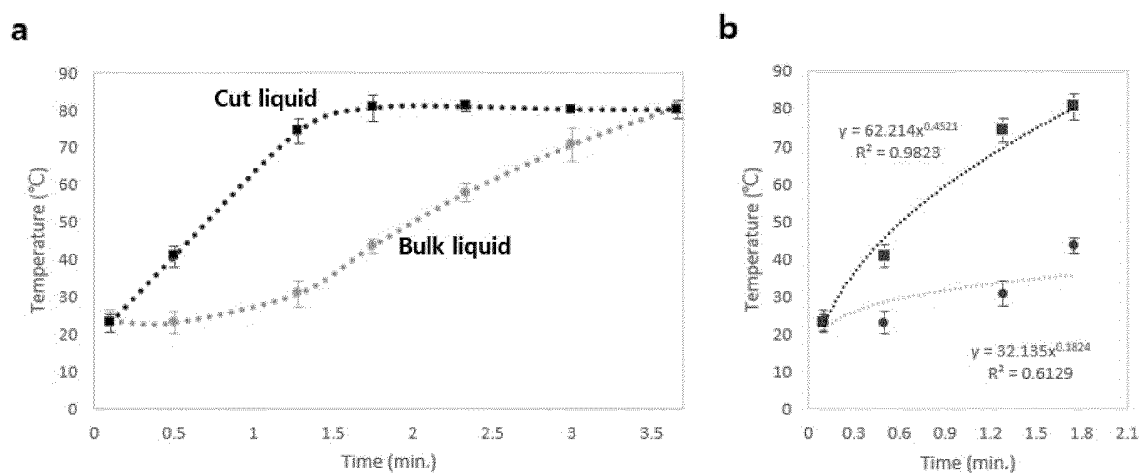 a
90
80
70
60
50
40
30
20
10
0
Temperature (°C)
Cut liquid
Bulk liquid
0 0.5 1 1.5 2 2.5 3 3.5
Time (min.)
b
90
80
70
60
50
40
30
20
10
0
Temperature (°C)
y = 62.214x^0.4521
R² = 0.9823
y = 32.135x^0.1824
R² = 0.6129
0 0.3 0.6 0.9 1.2 1.5 1.8 2.1
Time (min.)